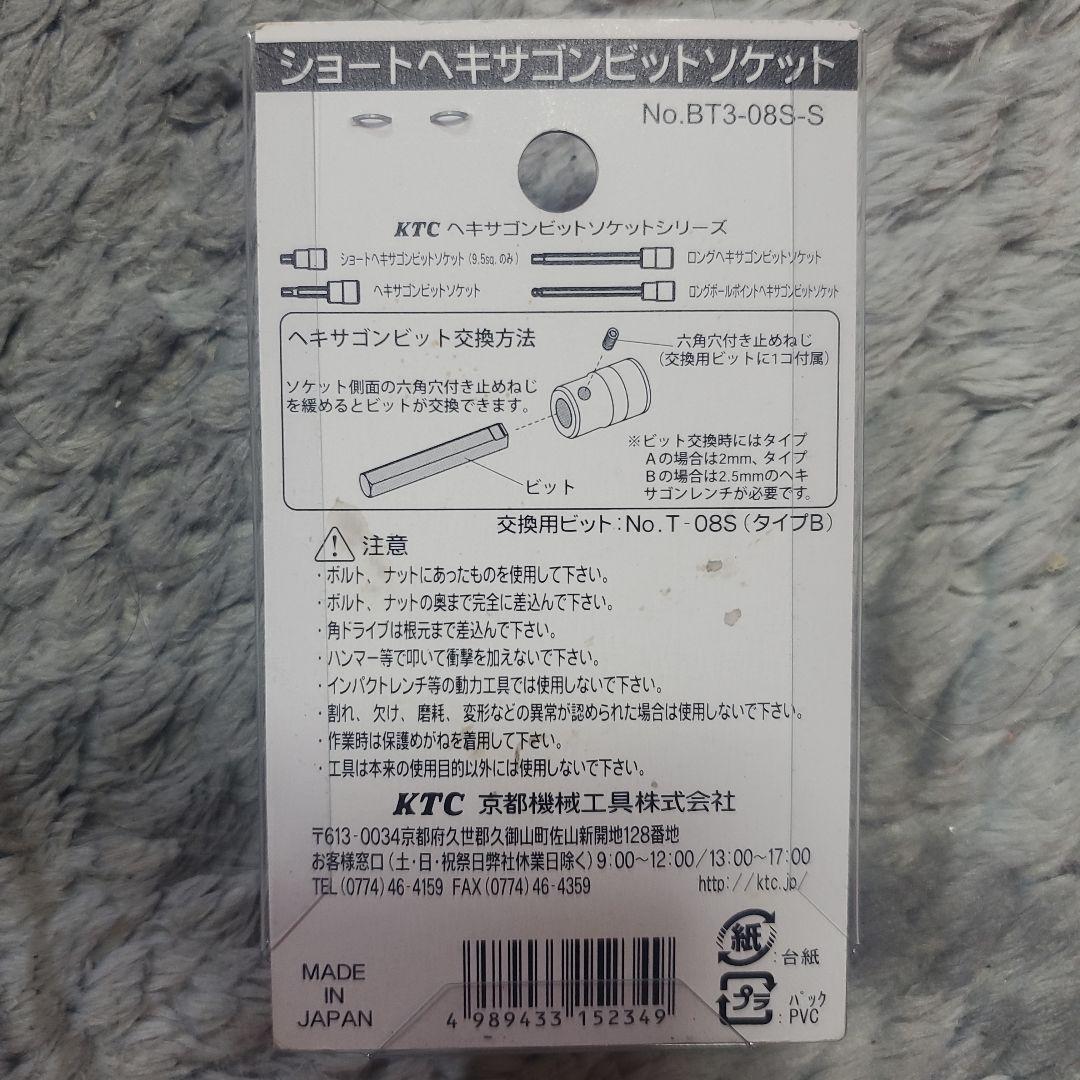 ショートヘキサゴンビットソケット
No.BT3-08S-S
KTC ヘキサゴンビットソケットシリーズ
ショートヘキサゴンビットソケット(9.5sq.のみ)
ロングヘキサゴンビットソケット
ヘキサゴンビットソケット
ロングボールポイントヘキサゴンビットソケット
ヘキサゴンビット交換方法
六角穴付き止めねじ
(交換用ビットに1コ付属)
ソケット側面の六角穴付き止めねじ
を緩めるとビットが交換できます。
※ビット交換時にはタイプ
Aの場合は2mm、タイプ
Bの場合は2.5mmのヘキ
サゴンレンチが必要です。
ビット
交換用ビット:No.T-08S(タイプB)
注意
・ボルト、ナットにあったものを使用して下さい。
・ボルト、ナットの奥まで完全に差込んで下さい。
・角ドライブは根元まで差込んで下さい。
・ハンマー等で叩いて衝撃を加えないで下さい。
・インパクトレンチ等の動力工具では使用しないで下さい。
・割れ、欠け、磨耗、変形などの異常が認められた場合は使用しないで下さい。
・作業時は保護めがねを着用して下さい。
・工具は本来の使用目的以外には使用しないで下さい。
KTC 京都機械工具株式会社
〒613-0034京都府久世郡久御山町佐山新開地128番地
お客様窓口(土・日・祝祭日弊社休業日除く)9:00~12:00/13:00~17:00
TEL(0774)46-4159 FAX(0774)46-4359
http://ktc.jp/
MADE
IN
JAPAN
4 989433 152349
紙
:台紙
プラ
パック
:PVC